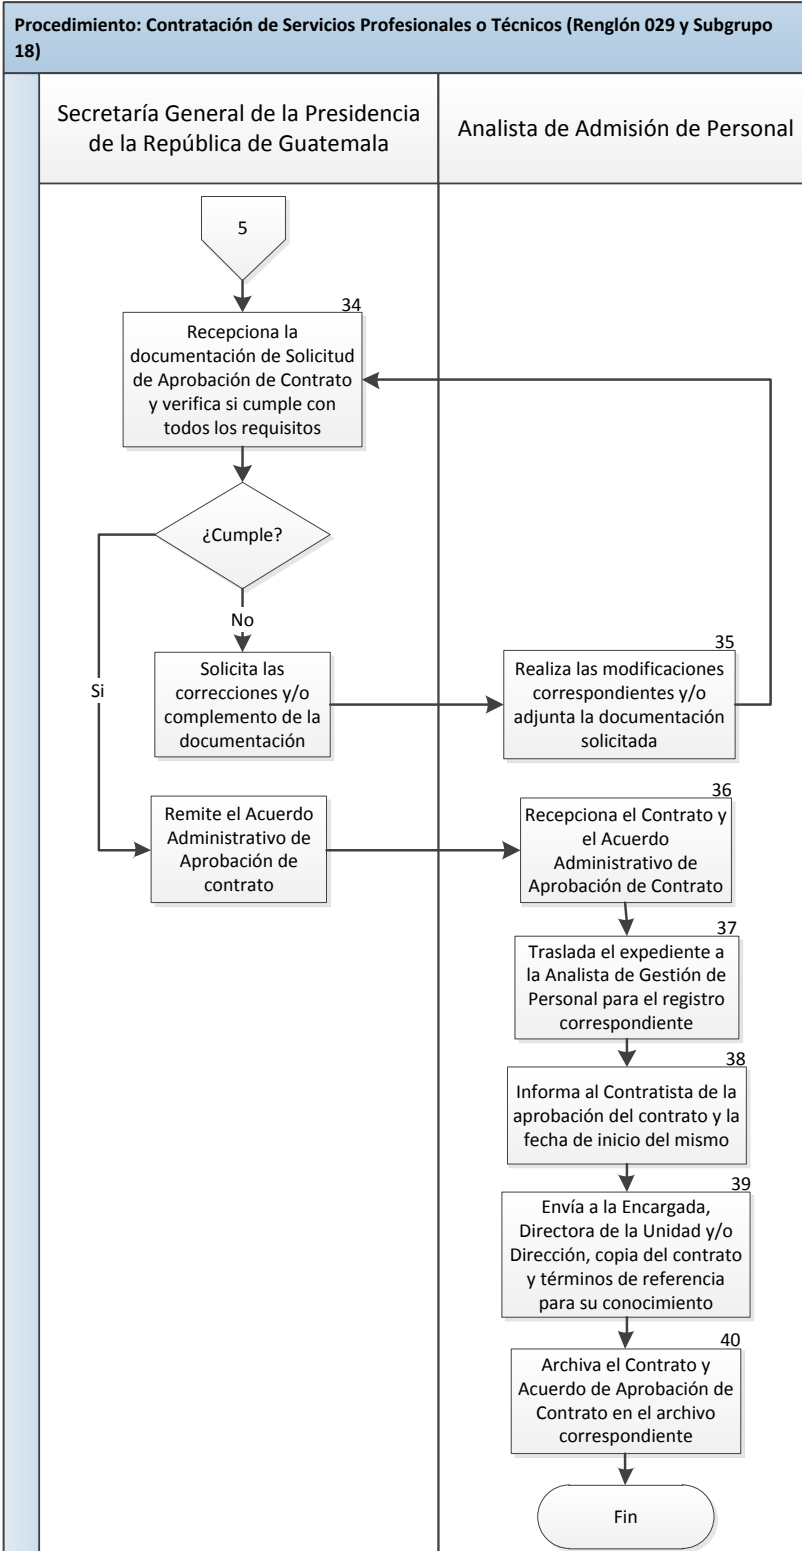 Procedimiento: Contratación de Servicios Profesionales o Técnicos (Renglón 029 y Subgrupo
18)
Secretaría General de la Presidencia
de la República de Guatemala
Analista de Admisión de Personal
5
34
Recepciona la
documentación de Solicitud
de Aprobación de Contrato
y verifica si cumple con
todos los requisitos
¿Cumple?
No
Si
Solicita las
correcciones y/o
complemento de la
documentación
35
Realiza las modificaciones
correspondientes y/o
adjunta la documentación
solicitada
Remite el Acuerdo
Administrativo de
Aprobación de
contrato
36
Recepciona el Contrato y
el Acuerdo
Administrativo de
Aprobación de Contrato
37
Traslada el expediente a
la Analista de Gestión de
Personal para el registro
correspondiente
38
Informa al Contratista de la
aprobación del contrato y la
fecha de inicio del mismo
39
Envía a la Encargada,
Directora de la Unidad y/o
Dirección, copia del contrato
y términos de referencia
para su conocimiento
40
Archiva el Contrato y
Acuerdo de Aprobación de
Contrato en el archivo
correspondiente
Fin